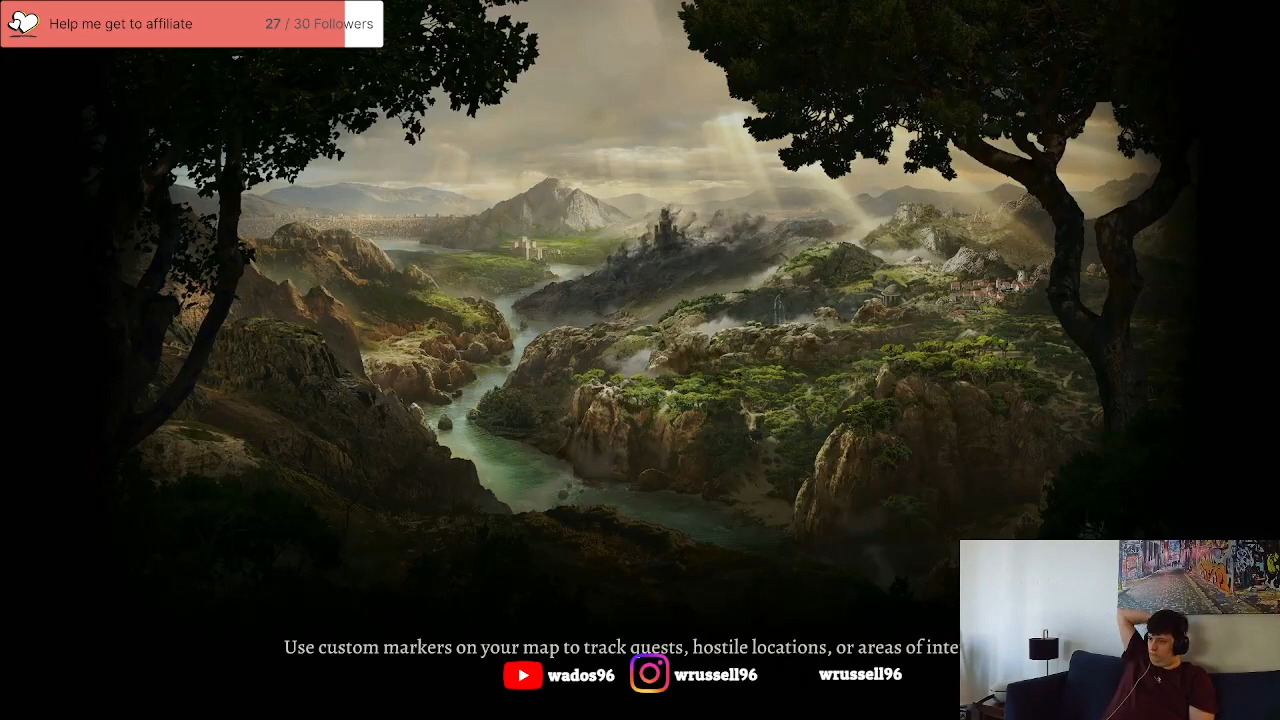 Help me get to affiliate 27 / 30 Followers
Use custom markers on your map to track quests, hostile locations, or areas of inte
wados96 wrussell96 wrussell96